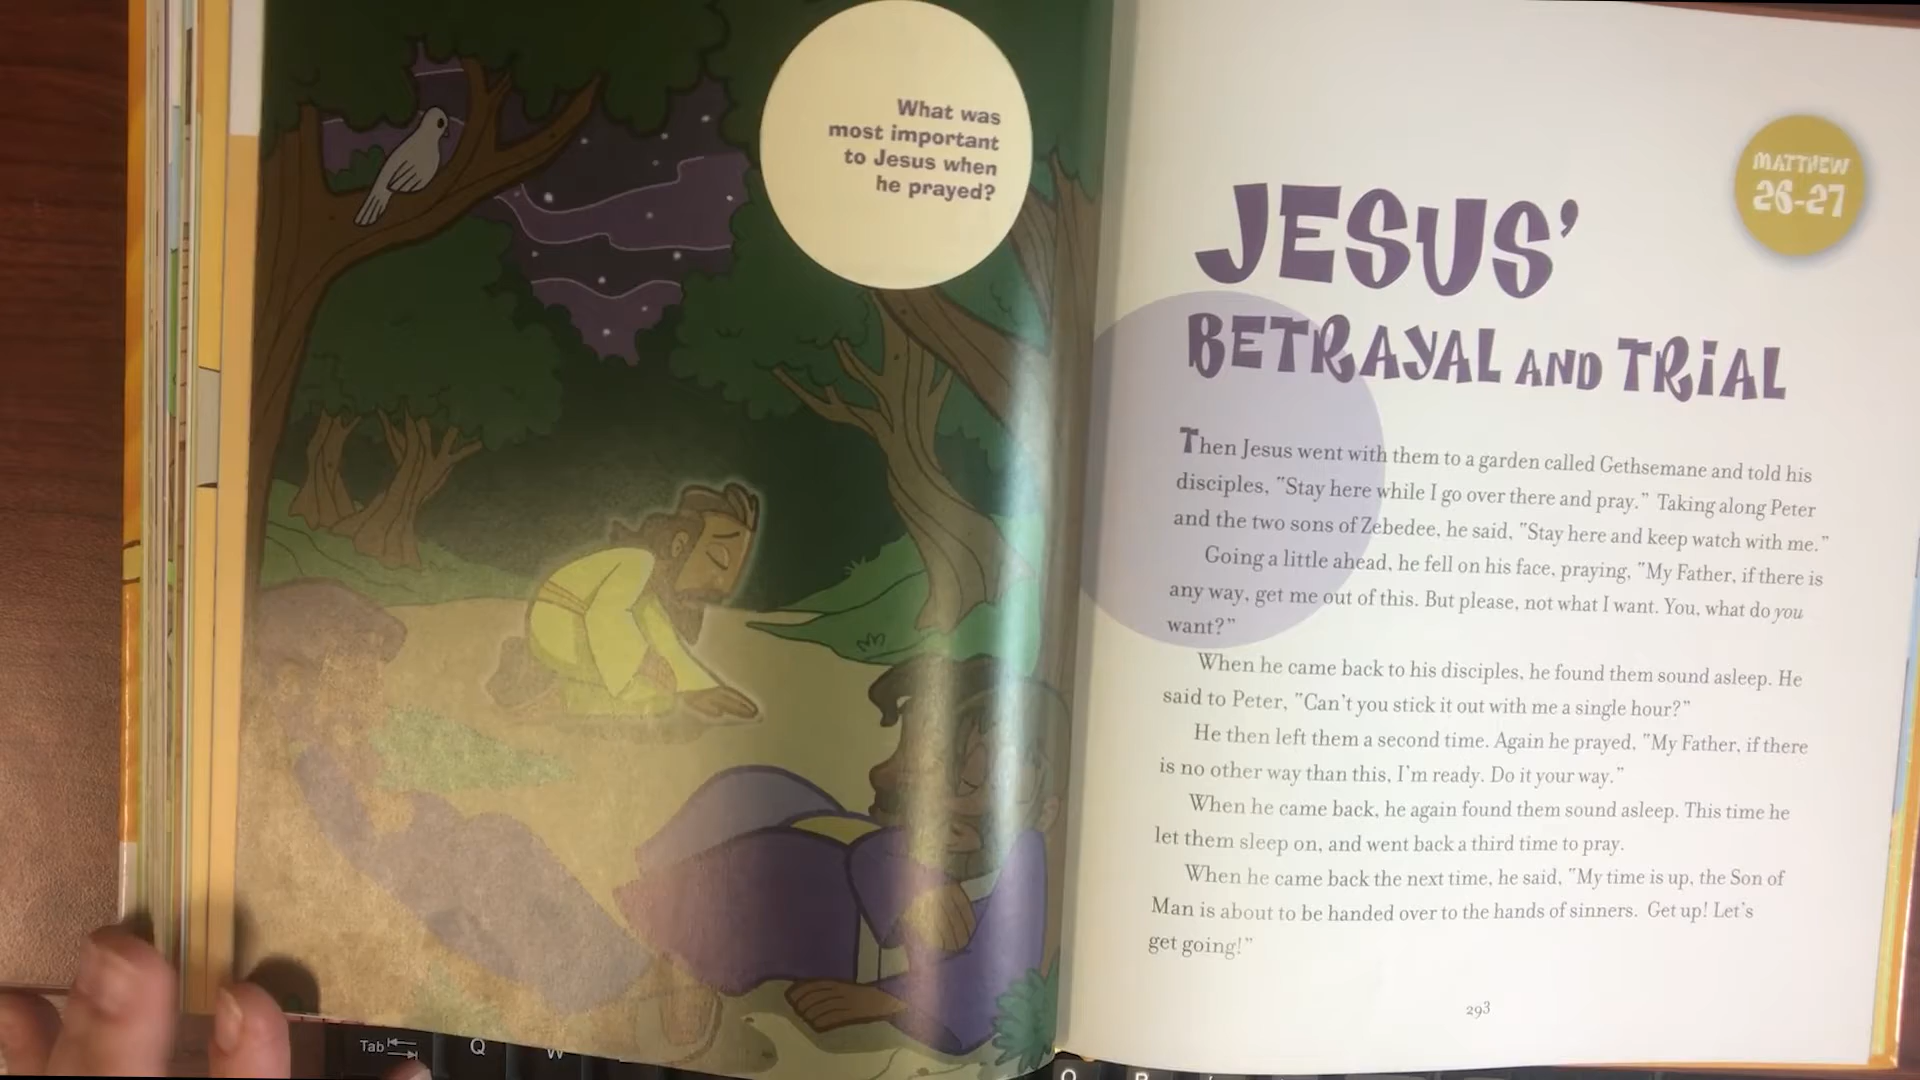 What was
most important
to Jesus when
he prayed?
MATTHEW
26-27
JESUS'
BETRAYAL AND TRiAL
Then Jesus went with them to a garden called Gethsemane and told his
disciples, "Stay here while I go over there and pray." Taking along Peter
and the two sons of Zebedee, he said, "Stay here and keep watch with me."
Going a little ahead, he fell on his face, praying, "My Father, if there is
any way, get me out of this. But please, not what I want. You, what do you
want?"
When he came back to his disciples, he found them sound asleep. He
said to Peter, "Can't you stick it out with me a single hour?"
He then left them a second time. Again he prayed, "My Father, if there
is no other way than this, I'm ready. Do it your way."
When he came back, he again found them sound asleep. This time he
let them sleep on, and went back a third time to pray.
When he came back the next time, he said, "My time is up, the Son of
Man is about to be handed over to the hands of sinners. Get up! Let's
get going!"
293
Tab Q W